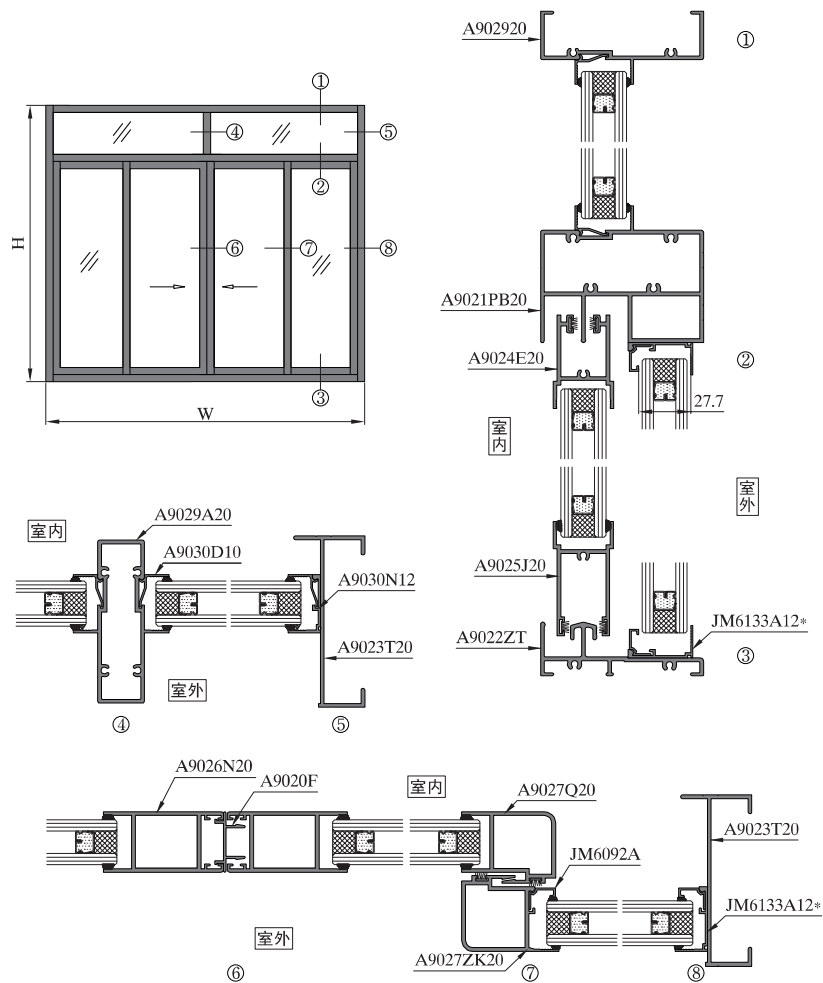 A902920
①
①
④
⑤
②
H
⑥
⑦
⑧
③
W
A9021PB20
A9024E20
②
27.7
室内
室外
A9029A20
室内
A9030D10
A9030N12
A9025J20
JM6133A12*
A9022ZT
A9023T20
③
室外
④
⑤
A9026N20
A9020F
室内
A9027Q20
A9023T20
JM6092A
JM6133A12*
室外
A9027ZK20
⑥
⑦
⑧